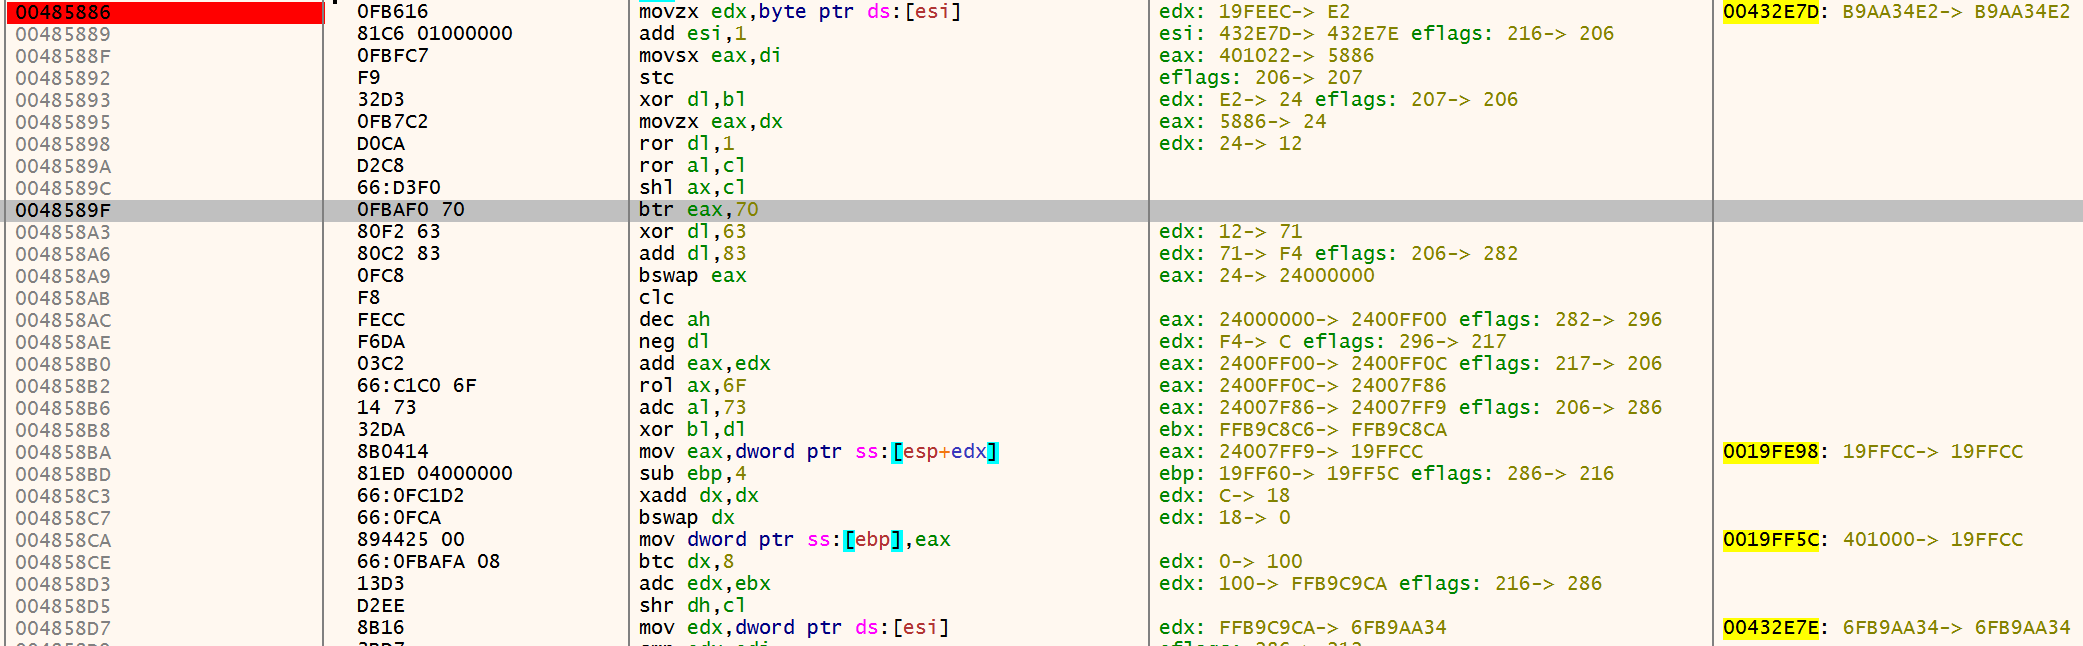 00485886 0FB616 movzx edx,byte ptr ds:[esi] edx: 19FEEC-> E2 00432E7D: B9AA34E2-> B9AA34E2
00485889 81C6 01000000 add esi,1 esi: 432E7D-> 432E7E eflags: 216-> 206
0048588F 0FBFC7 movsx eax,di eax: 401022-> 5886
00485892 F9 stc eflags: 206-> 207
00485893 32D3 xor dl,bl edx: E2-> 24 eflags: 207-> 206
00485895 0FB7C2 movzx eax,dx eax: 5886-> 24
00485898 D0CA ror dl,1 edx: 24-> 12
0048589A D2C8 ror al,cl
0048589C 66:D3F0 shl ax,cl
0048589F 0FBAF0 70 btr eax,70
004858A3 80F2 63 xor dl,63 edx: 12-> 71
004858A6 80C2 83 add dl,83 edx: 71-> F4 eflags: 206-> 282
004858A9 0FC8 bswap eax eax: 24-> 24000000
004858AB F8 clc
004858AC FECC dec ah eax: 24000000-> 2400FF00 eflags: 282-> 296
004858AE F6DA neg dl edx: F4-> C eflags: 296-> 217
004858B0 03C2 add eax,edx eax: 2400FF00-> 2400FF0C eflags: 217-> 206
004858B2 66:C1C0 6F rol ax,6F eax: 2400FF0C-> 24007F86
004858B6 14 73 adc al,73 eax: 24007F86-> 24007FF9 eflags: 206-> 286
004858B8 32DA xor bl,dl ebx: FFB9C8C6-> FFB9C8CA
004858BA 8B0414 mov eax,dword ptr ss:[esp+edx] eax: 24007FF9-> 19FFCC 0019FE98: 19FFCC-> 19FFCC
004858BD 81ED 04000000 sub ebp,4 ebp: 19FF60-> 19FF5C eflags: 286-> 216
004858C3 66:0FC1D2 xadd dx,dx edx: C-> 18
004858C7 66:0FCA bswap dx edx: 18-> 0
004858CA 894425 00 mov dword ptr ss:[ebp],eax 0019FF5C: 401000-> 19FFCC
004858CE 66:0FBAFA 08 btc dx,8 edx: 0-> 100
004858D3 13D3 adc edx,ebx edx: 100-> FFB9C9CA eflags: 216-> 286
004858D5 D2EE shr dh,cl
004858D7 8B16 mov edx,dword ptr ds:[esi] edx: FFB9C9CA-> 6FB9AA34 00432E7E: 6FB9AA34-> 6FB9AA34